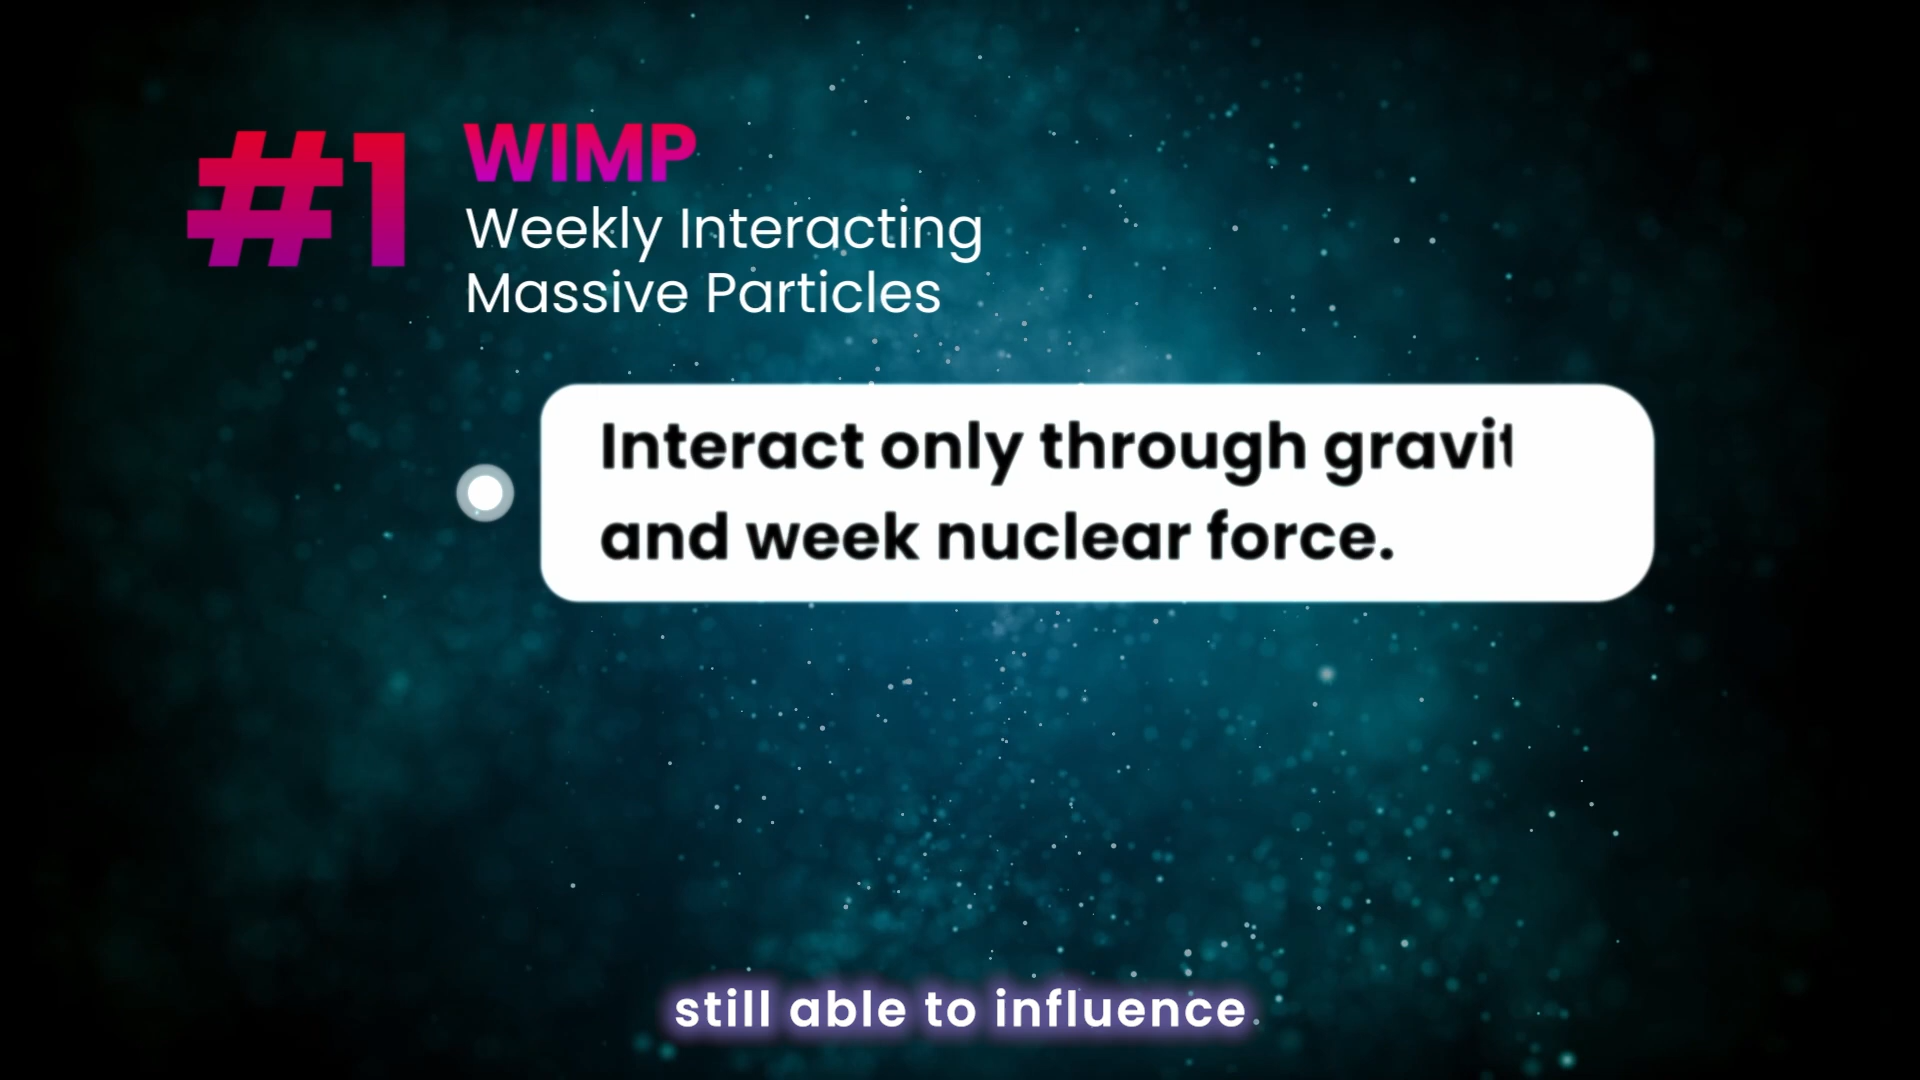 #1
WIMP
Weekly Interacting
Massive Particles
Interact only through gravit
and week nuclear force.
still able to influence